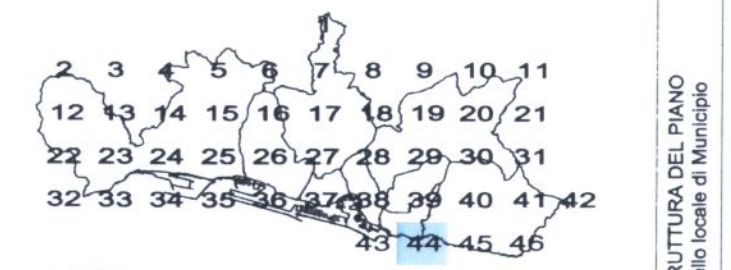 1
2 3 4 5 6 7 8 9 10 11
12 13 14 15 16 17 18 19 20 21
22 23 24 25 26 27 28 29 30 31
32 33 34 35 36 37 38 39 40 41 42
43 44 45 46
DEL PIANO
locale di Municipio